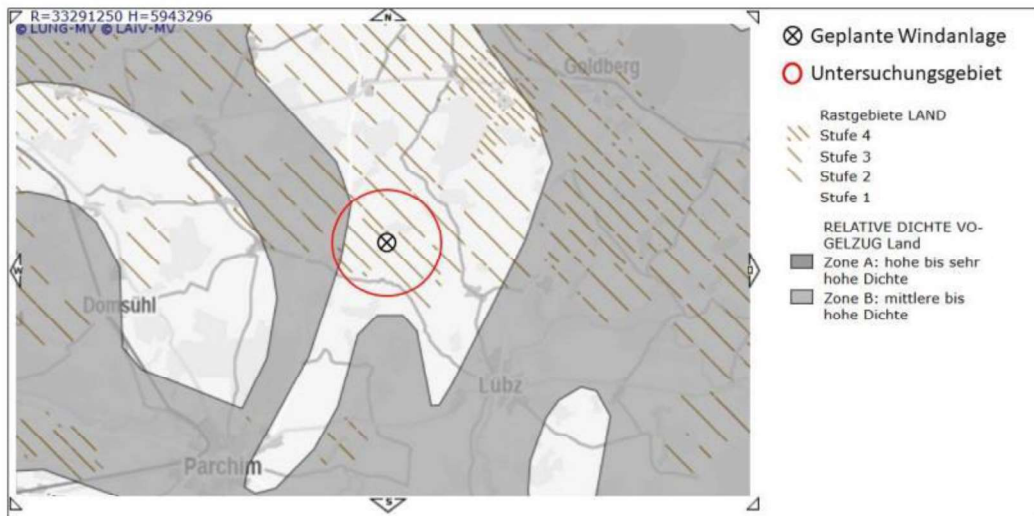 R=33291250 H=5943296
© LUNG-MV © LAIV-MV
N
Goldberg
W
O
Domsühl
Lübz
Parchim
S
Geplante Windanlage
Untersuchungsgebiet
Rastgebiete LAND
Stufe 4
Stufe 3
Stufe 2
Stufe 1
RELATIVE DICHTE VO-
GELZUG Land
Zone A: hohe bis sehr
hohe Dichte
Zone B: mittlere bis
hohe Dichte